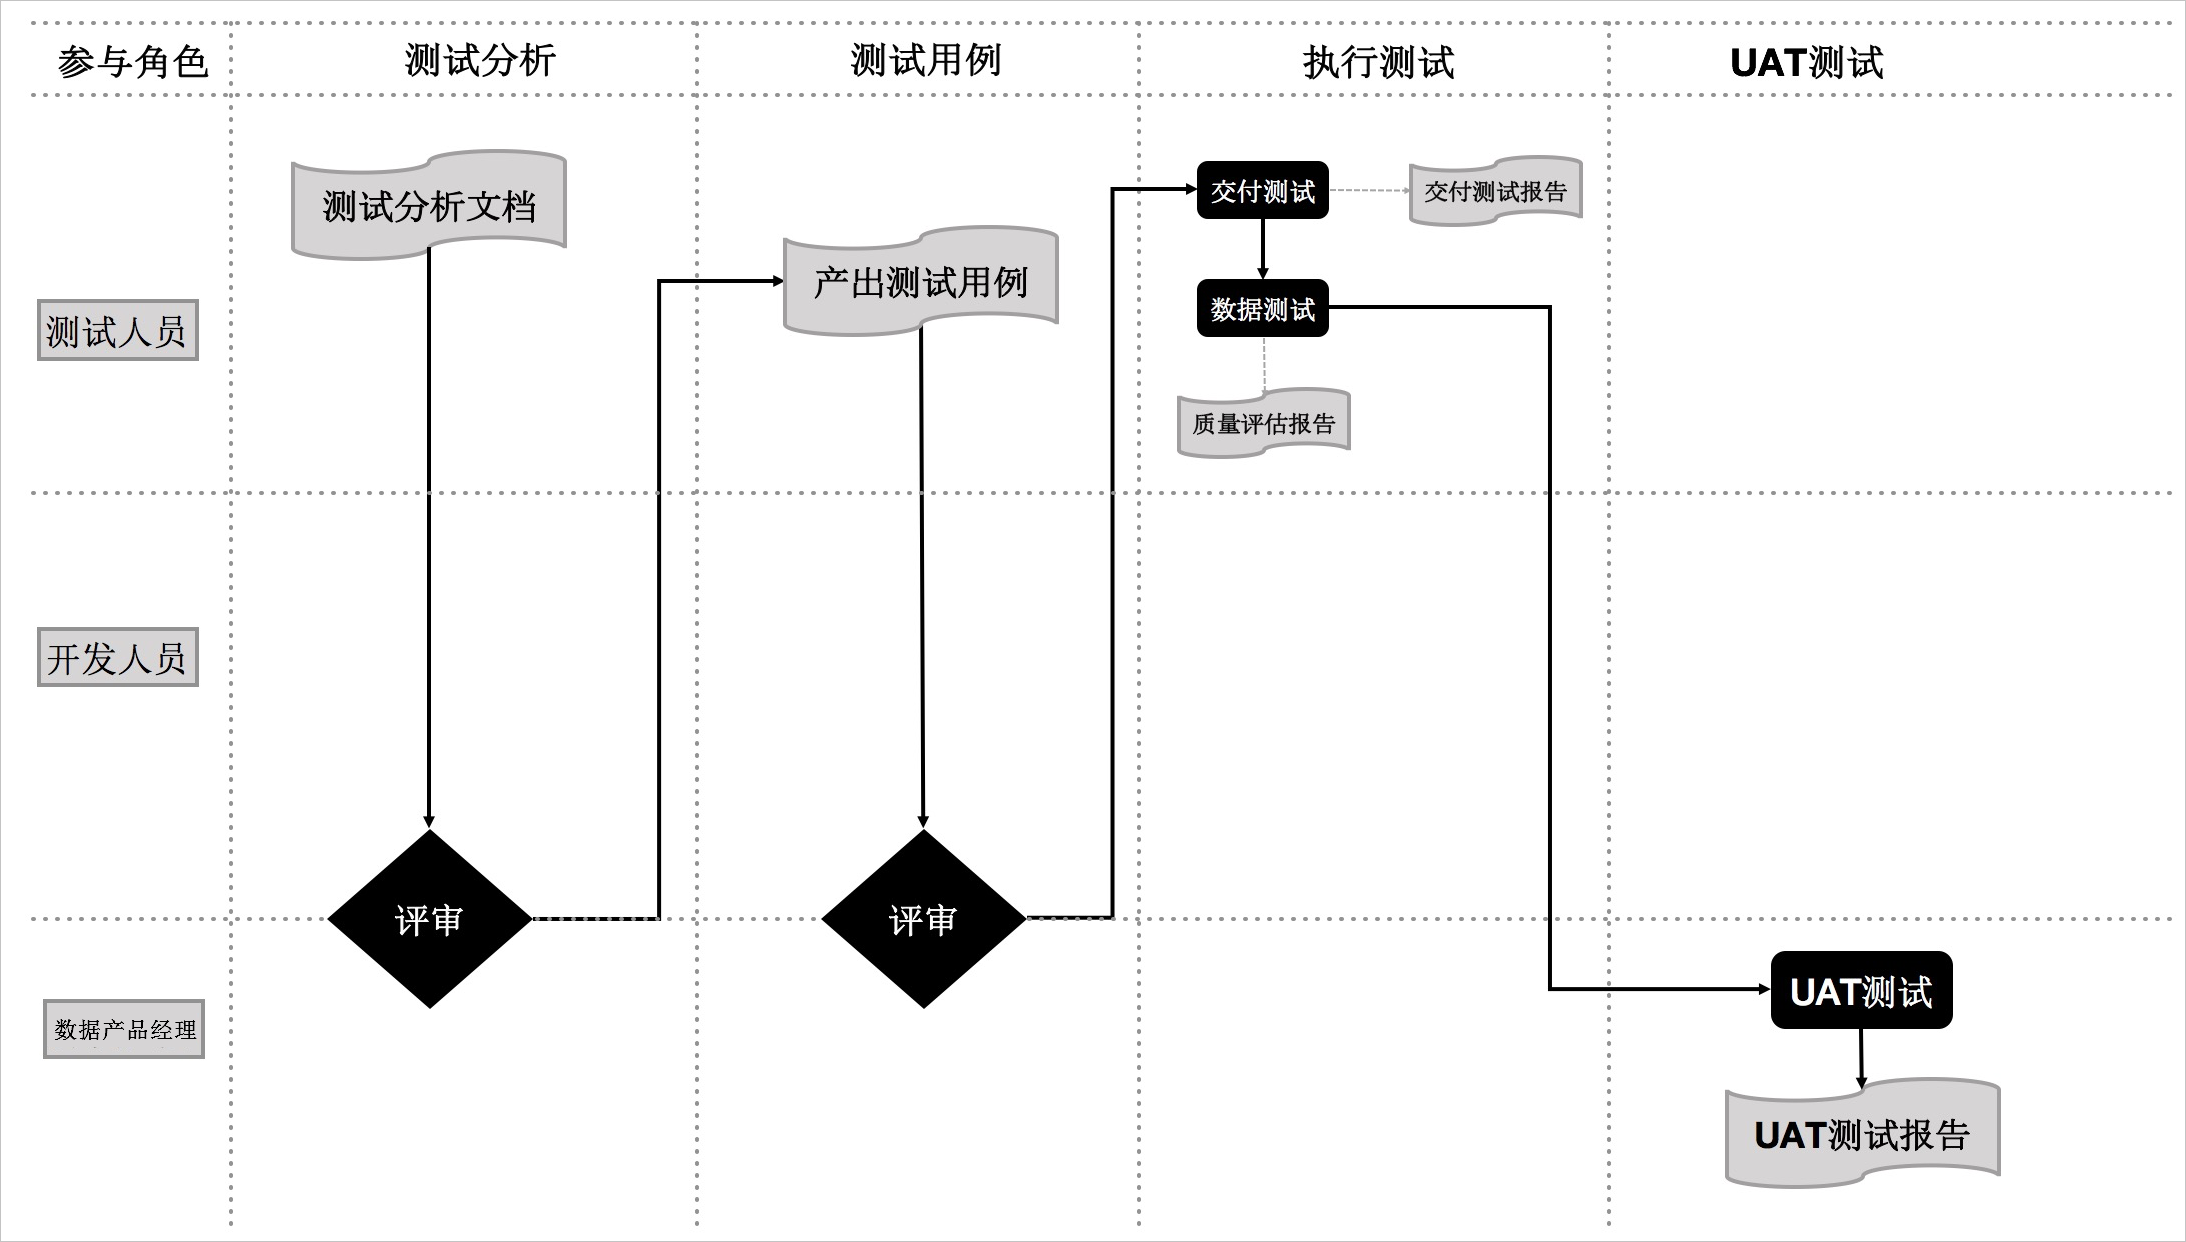 参与角色
测试分析
测试用例
执行测试
UAT测试
测试分析文档
交付测试
交付测试报告
产出测试用例
测试人员
数据测试
质量评估报告
开发人员
评审
评审
数据产品经理
UAT测试
UAT测试报告